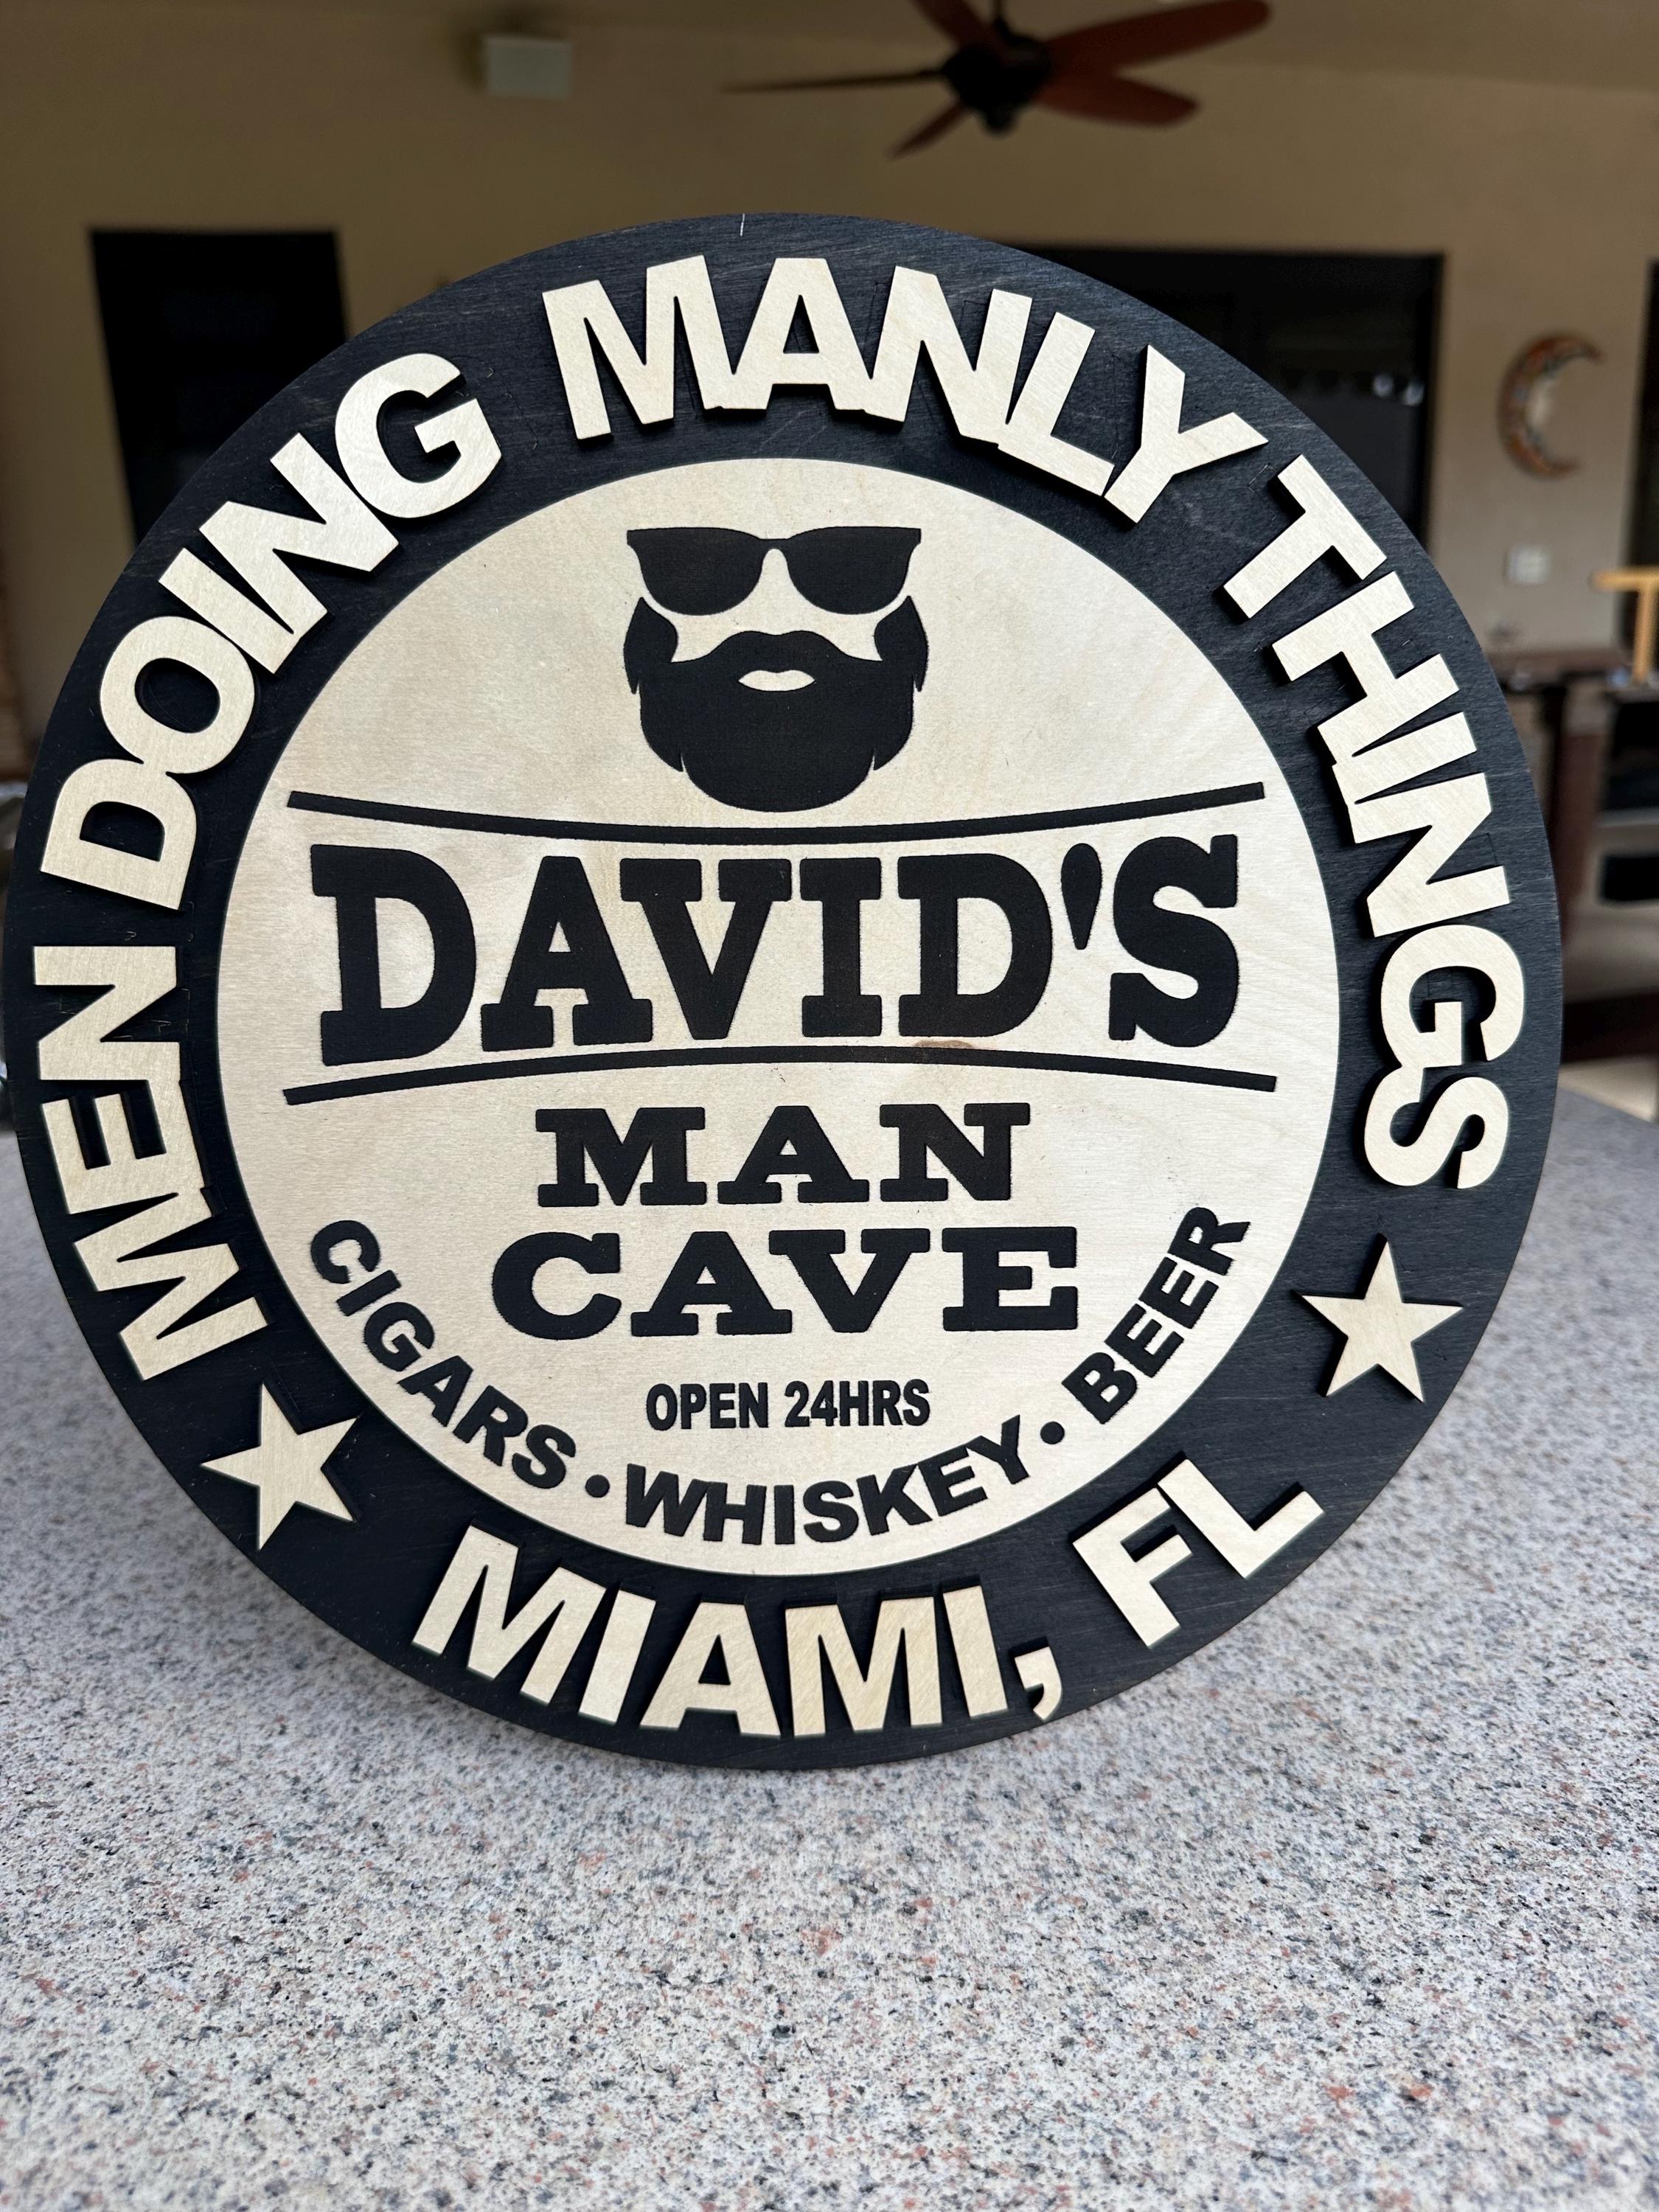 MEN DOING MANLY THINGS
DAVID'S
MAN
CAVE
OPEN 24HRS
CIGARS • WHISKEY • BEER
MIAMI, FL